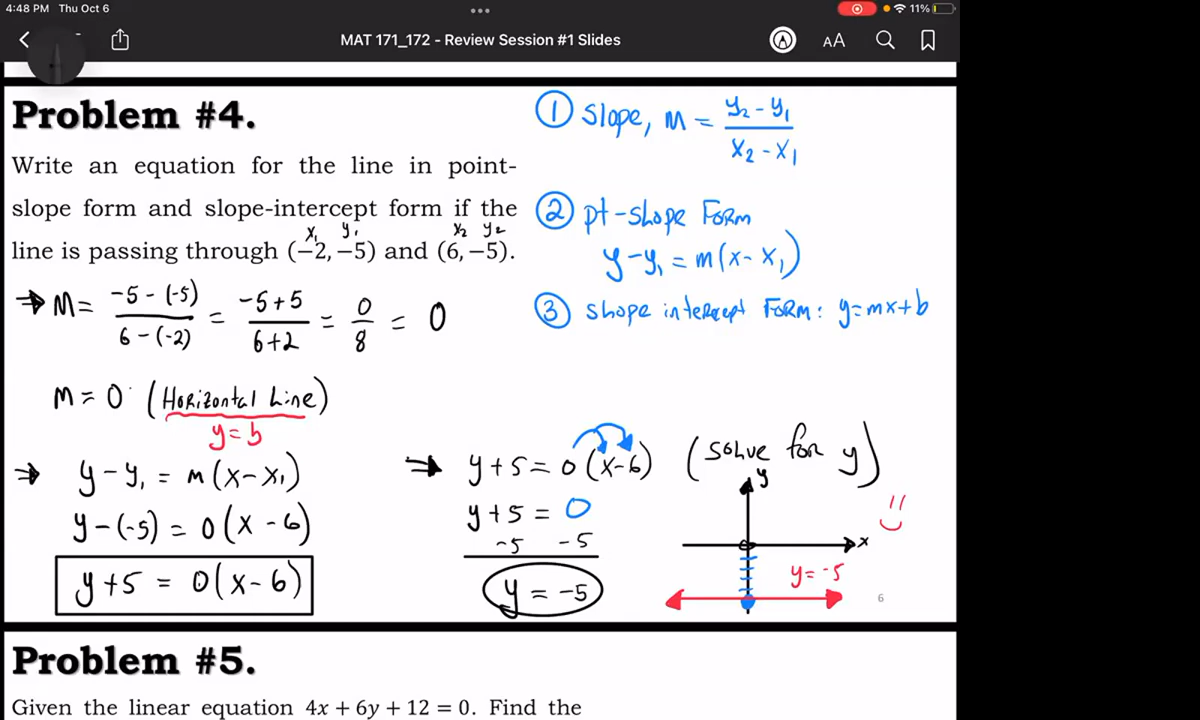 4:48 PM Thu Oct 6
11%
MAT 171_172 - Review Session #1 Slides
AA
Problem #4.
Write an equation for the line in point-
slope form and slope-intercept form if the
x₁ y₁ x₂ y₂
line is passing through (−2, −5) and (6, −5).
M = -5 - (-5) / 6 - (-2) = -5 + 5 / 6 + 2 = 0 / 8 = 0
M = 0 (Horizontal Line)
y = b
y - y₁ = m(x - x₁)
y - (-5) = 0(x - 6)
y + 5 = 0(x - 6)
① Slope, M = y₂ - y₁ / x₂ - x₁
② pt-slope Form
y - y₁ = m(x - x₁)
③ slope intercept Form: y = mx + b
y + 5 = 0(x - 6) (solve for y)
y + 5 = 0
-5 -5
y = -5
y
x
y = -5
6
Problem #5.
Given the linear equation 4x + 6y + 12 = 0. Find the